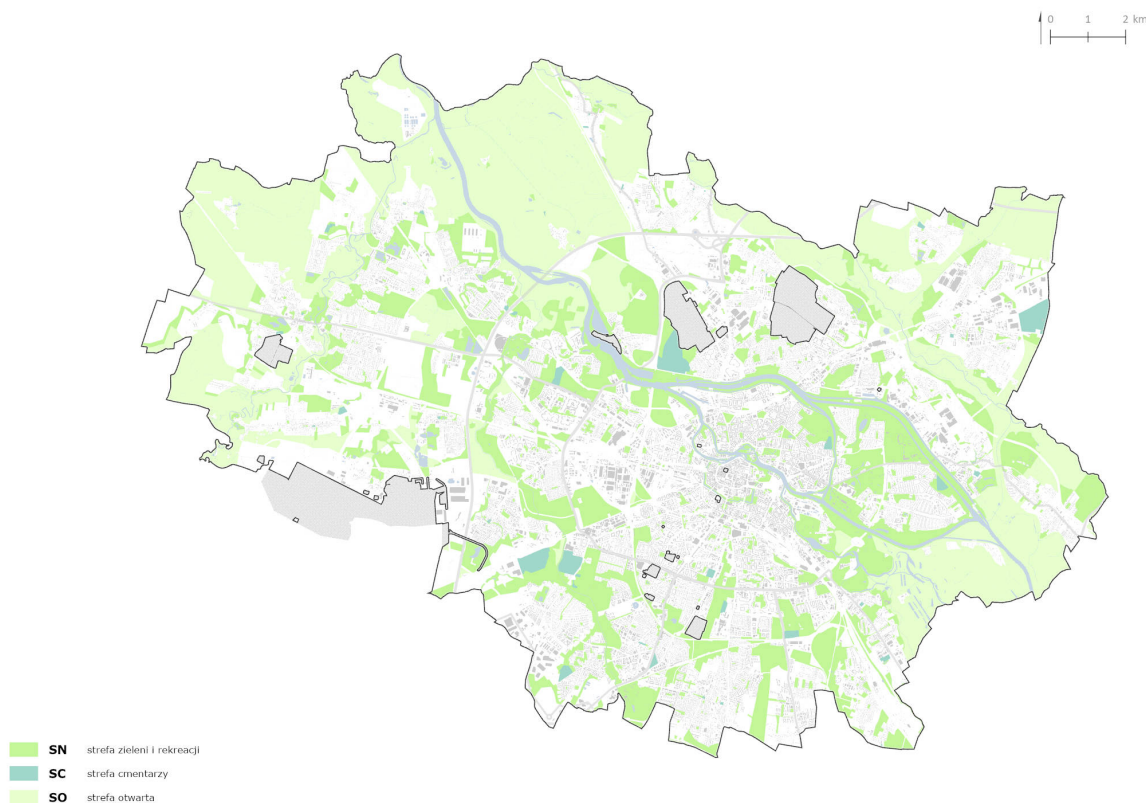 0 1 2 km
SN strefa zieleni i rekreacji
SC strefa cmentarzy
SO strefa otwarta